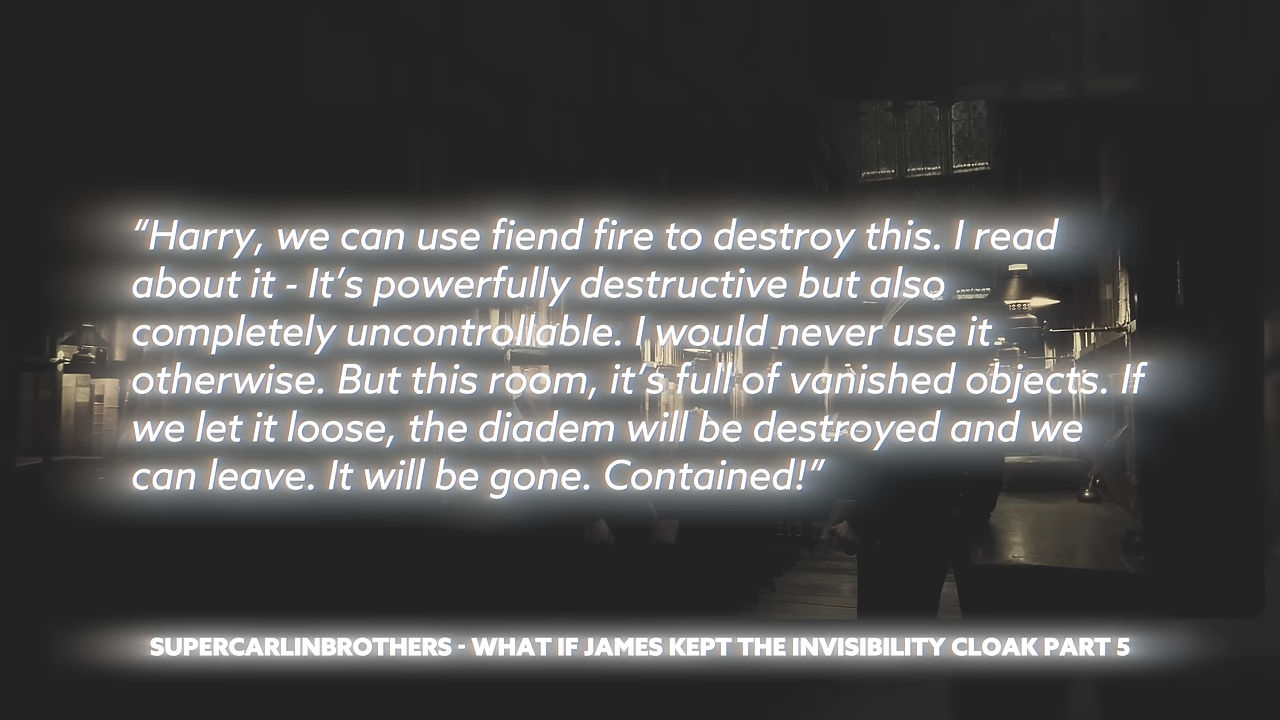 “Harry, we can use fiend fire to destroy this. I read
about it - It’s powerfully destructive but also
completely uncontrollable. I would never use it
otherwise. But this room, it’s full of vanished objects. If
we let it loose, the diadem will be destroyed and we
can leave. It will be gone. Contained!”
SUPERCARLINBROTHERS - WHAT IF JAMES KEPT THE INVISIBILITY CLOAK PART 5